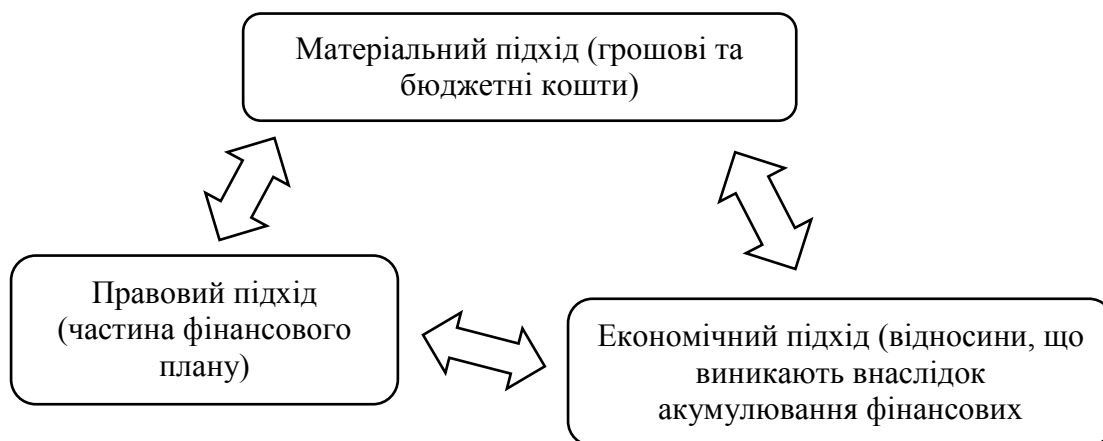 Матеріальний підхід (грошові та
бюджетні кошти)
Правовий підхід
(частина фінансового
плану)
Економічний підхід (відносини, що
виникають внаслідок
акумулювання фінансових